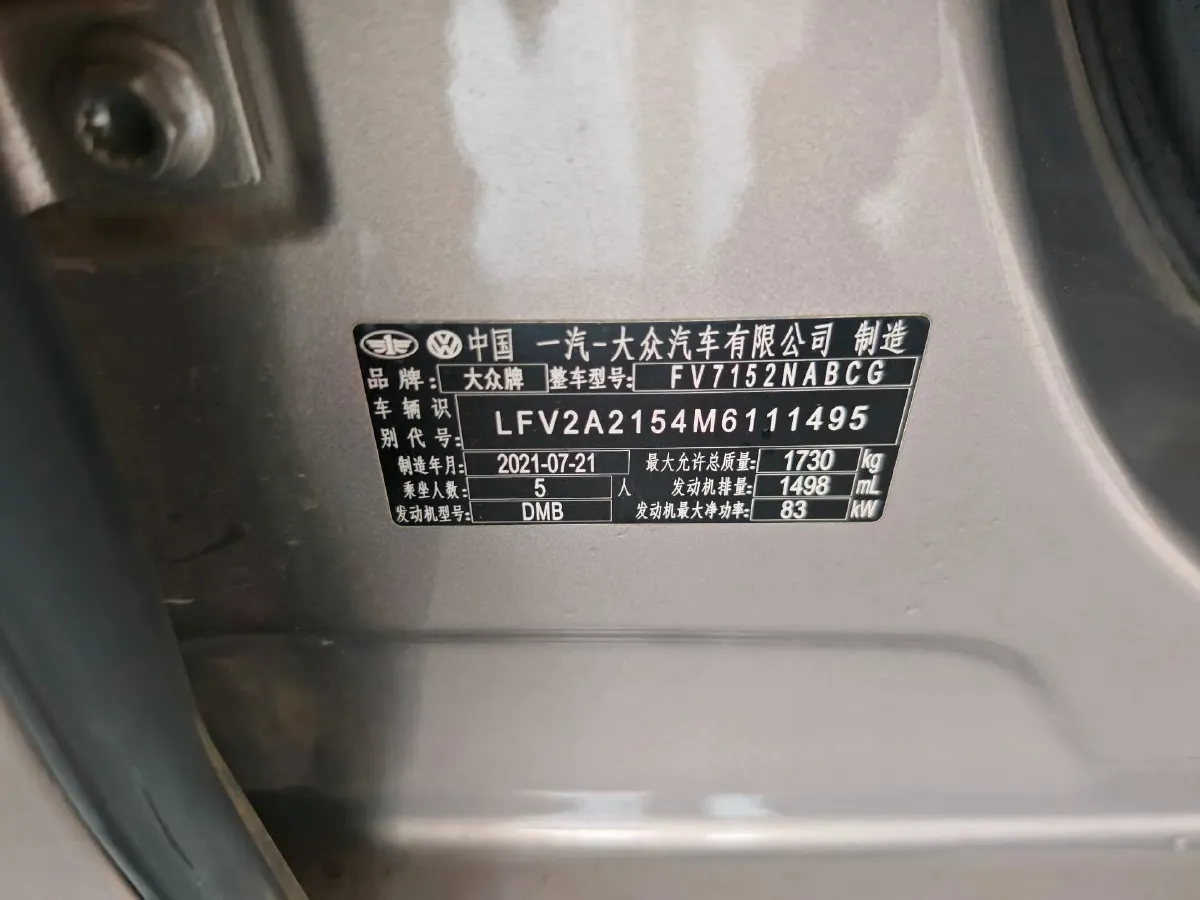 中国 一汽-大众汽车有限公司 制造
品牌: 大众牌 整车型号: FV7152NABCG
车辆识别代号: LFV2A2154M6111495
制造年月: 2021-07-21 最大允许总质量: 1730 kg
乘坐人数: 5 人 发动机排量: 1498 mL
发动机型号: DMB 发动机最大净功率: 83 kW